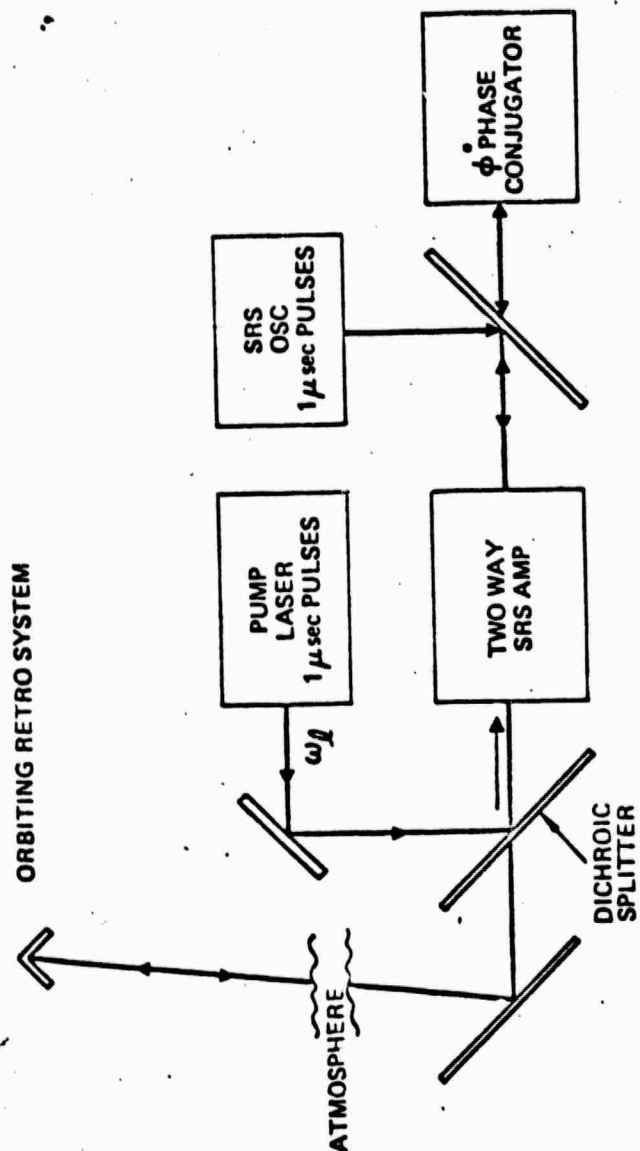 ORBITING RETRO SYSTEM
ATMOSPHERE
PUMP
LASER
1 μsec PULSES
ωℓ
SRS
OSC
1 μsec PULSES
TWO WAY
SRS AMP
φ* PHASE
CONJUGATOR
DICHROIC
SPLITTER